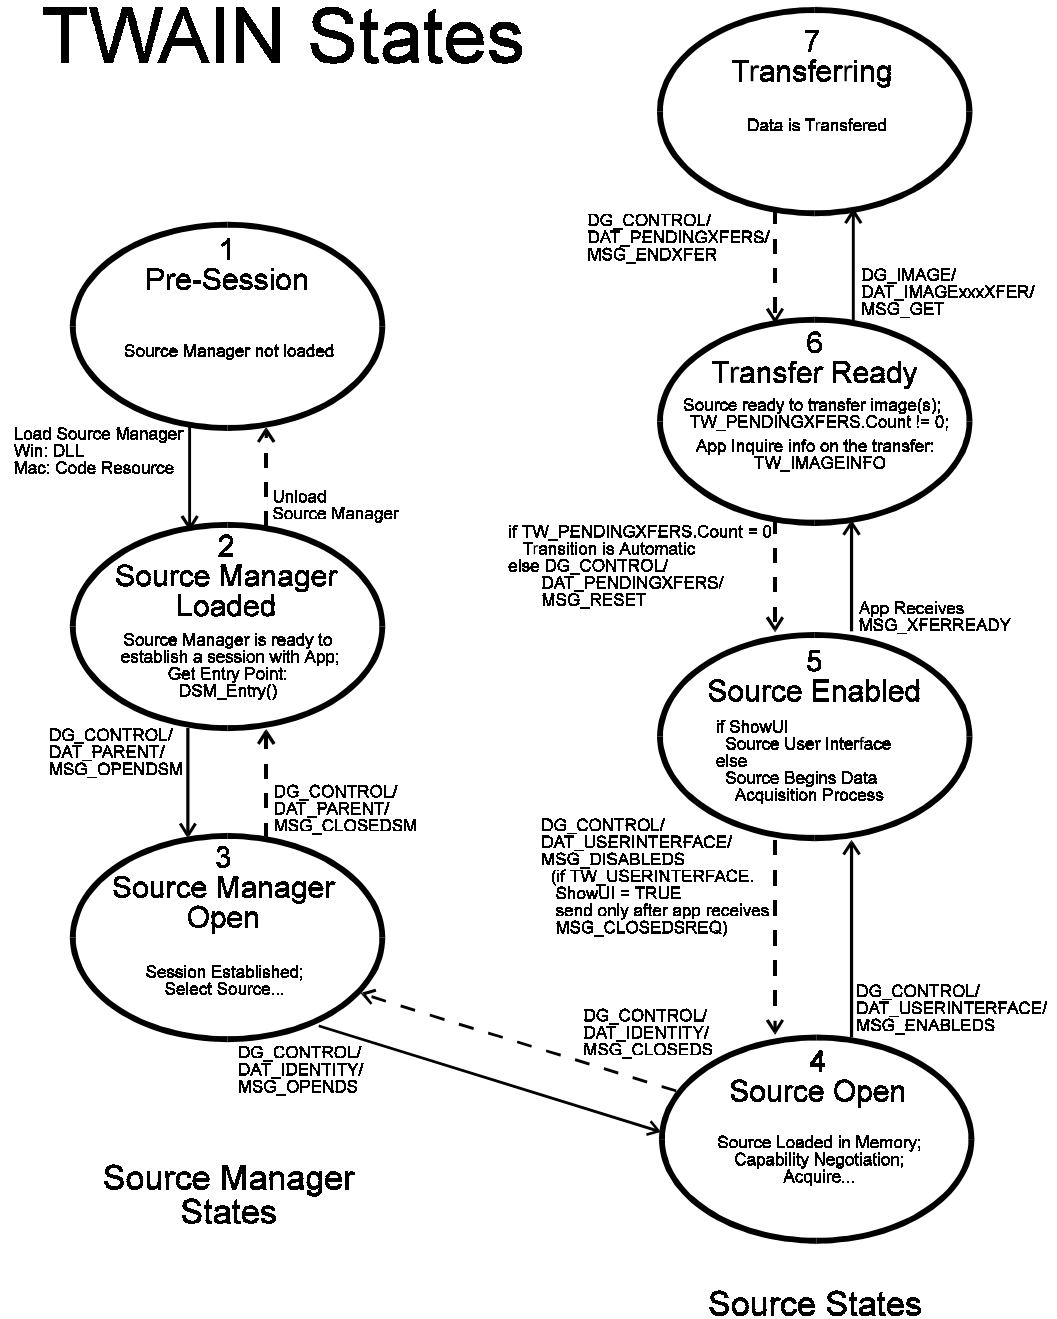 TWAIN States
1
Pre-Session
Source Manager not loaded
Load Source Manager
Win: DLL
Mac: Code Resource
Unload
Source Manager
2
Source Manager
Loaded
Source Manager is ready to
establish a session with App;
Get Entry Point:
DSM_Entry()
DG_CONTROL/
DAT_PARENT/
MSG_OPENDSM
DG_CONTROL/
DAT_PARENT/
MSG_CLOSEDSM
3
Source Manager
Open
Session Established;
Select Source...
DG_CONTROL/
DAT_IDENTITY/
MSG_OPENDS
Source Manager
States
7
Transferring
Data is Transfered
DG_CONTROL/
DAT_PENDINGXFERS/
MSG_ENDXFER
DG_IMAGE/
DAT_IMAGExxxXFER/
MSG_GET
6
Transfer Ready
Source ready to transfer image(s);
TW_PENDINGXFERS.Count != 0;
App Inquire info on the transfer:
TW_IMAGEINFO
if TW_PENDINGXFERS.Count = 0
Transition is Automatic
else DG_CONTROL/
DAT_PENDINGXFERS/
MSG_RESET
App Receives
MSG_XFERREADY
5
Source Enabled
if ShowUI
Source User Interface
else
Source Begins Data
Acquisition Process
DG_CONTROL/
DAT_USERINTERFACE/
MSG_DISABLEDS
(if TW_USERINTERFACE.
ShowUI = TRUE
send only after app receives
MSG_CLOSEDSREQ)
DG_CONTROL/
DAT_USERINTERFACE/
MSG_ENABLEDS
DG_CONTROL/
DAT_IDENTITY/
MSG_CLOSEDS
4
Source Open
Source Loaded in Memory;
Capability Negotiation;
Acquire...
Source States